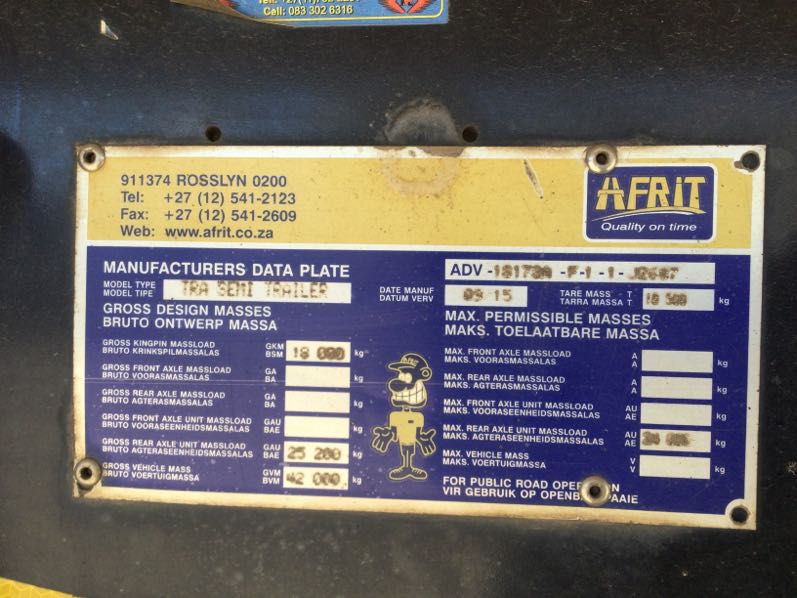 Cell: 083 302 6316
911374 ROSSLYN 0200
Tel: +27 (12) 541-2123
Fax: +27 (12) 541-2609
Web: www.afrit.co.za
AFRIT
Quality on time
MANUFACTURERS DATA PLATE
ADV
MODEL TYPE
MODEL TIPE
TRA SEMI TRAILER
DATE MANUF
DATUM VERV
09 15
TARE MASS T
TARRA MASSA T
kg
GROSS DESIGN MASSES
BRUTO ONTWERP MASSA
GROSS KINGPIN MASSLOAD GKM
BRUTO KRINKSPILMASSALAS BSM
18 000 kg
GROSS FRONT AXLE MASSLOAD GA
BRUTO VOORASMASSALAS BA
kg
GROSS REAR AXLE MASSLOAD GA
BRUTO AGTERASMASSALAS BA
kg
GROSS FRONT AXLE UNIT MASSLOAD GAU
BRUTO VOORASEENHEIDSMASSALAS BAE
kg
GROSS REAR AXLE UNIT MASSLOAD GAU
BRUTO AGTERASEENHEIDSMASSALAS BAE
25 200 kg
GROSS VEHICLE MASS GVM
BRUTO VOERTUIGMASSA BVM
42 000 kg
AFRIT
MAX. PERMISSIBLE MASSES
MAKS. TOELAATBARE MASSA
MAX. FRONT AXLE MASSLOAD A
MAKS. VOORASMASSALAS A
kg
MAX. REAR AXLE MASSLOAD A
MAKS. AGTERASMASSALAS A
kg
MAX. FRONT AXLE UNIT MASSLOAD AU
MAKS. VOORASEENHEIDSMASSALAS AE
kg
MAX. REAR AXLE UNIT MASSLOAD AU
MAKS. AGTERASEENHEIDSMASSALAS AE
kg
MAX. VEHICLE MASS V
MAKS. VOERTUIGMASSA V
kg
FOR PUBLIC ROAD
VIR GEBRUIK OP